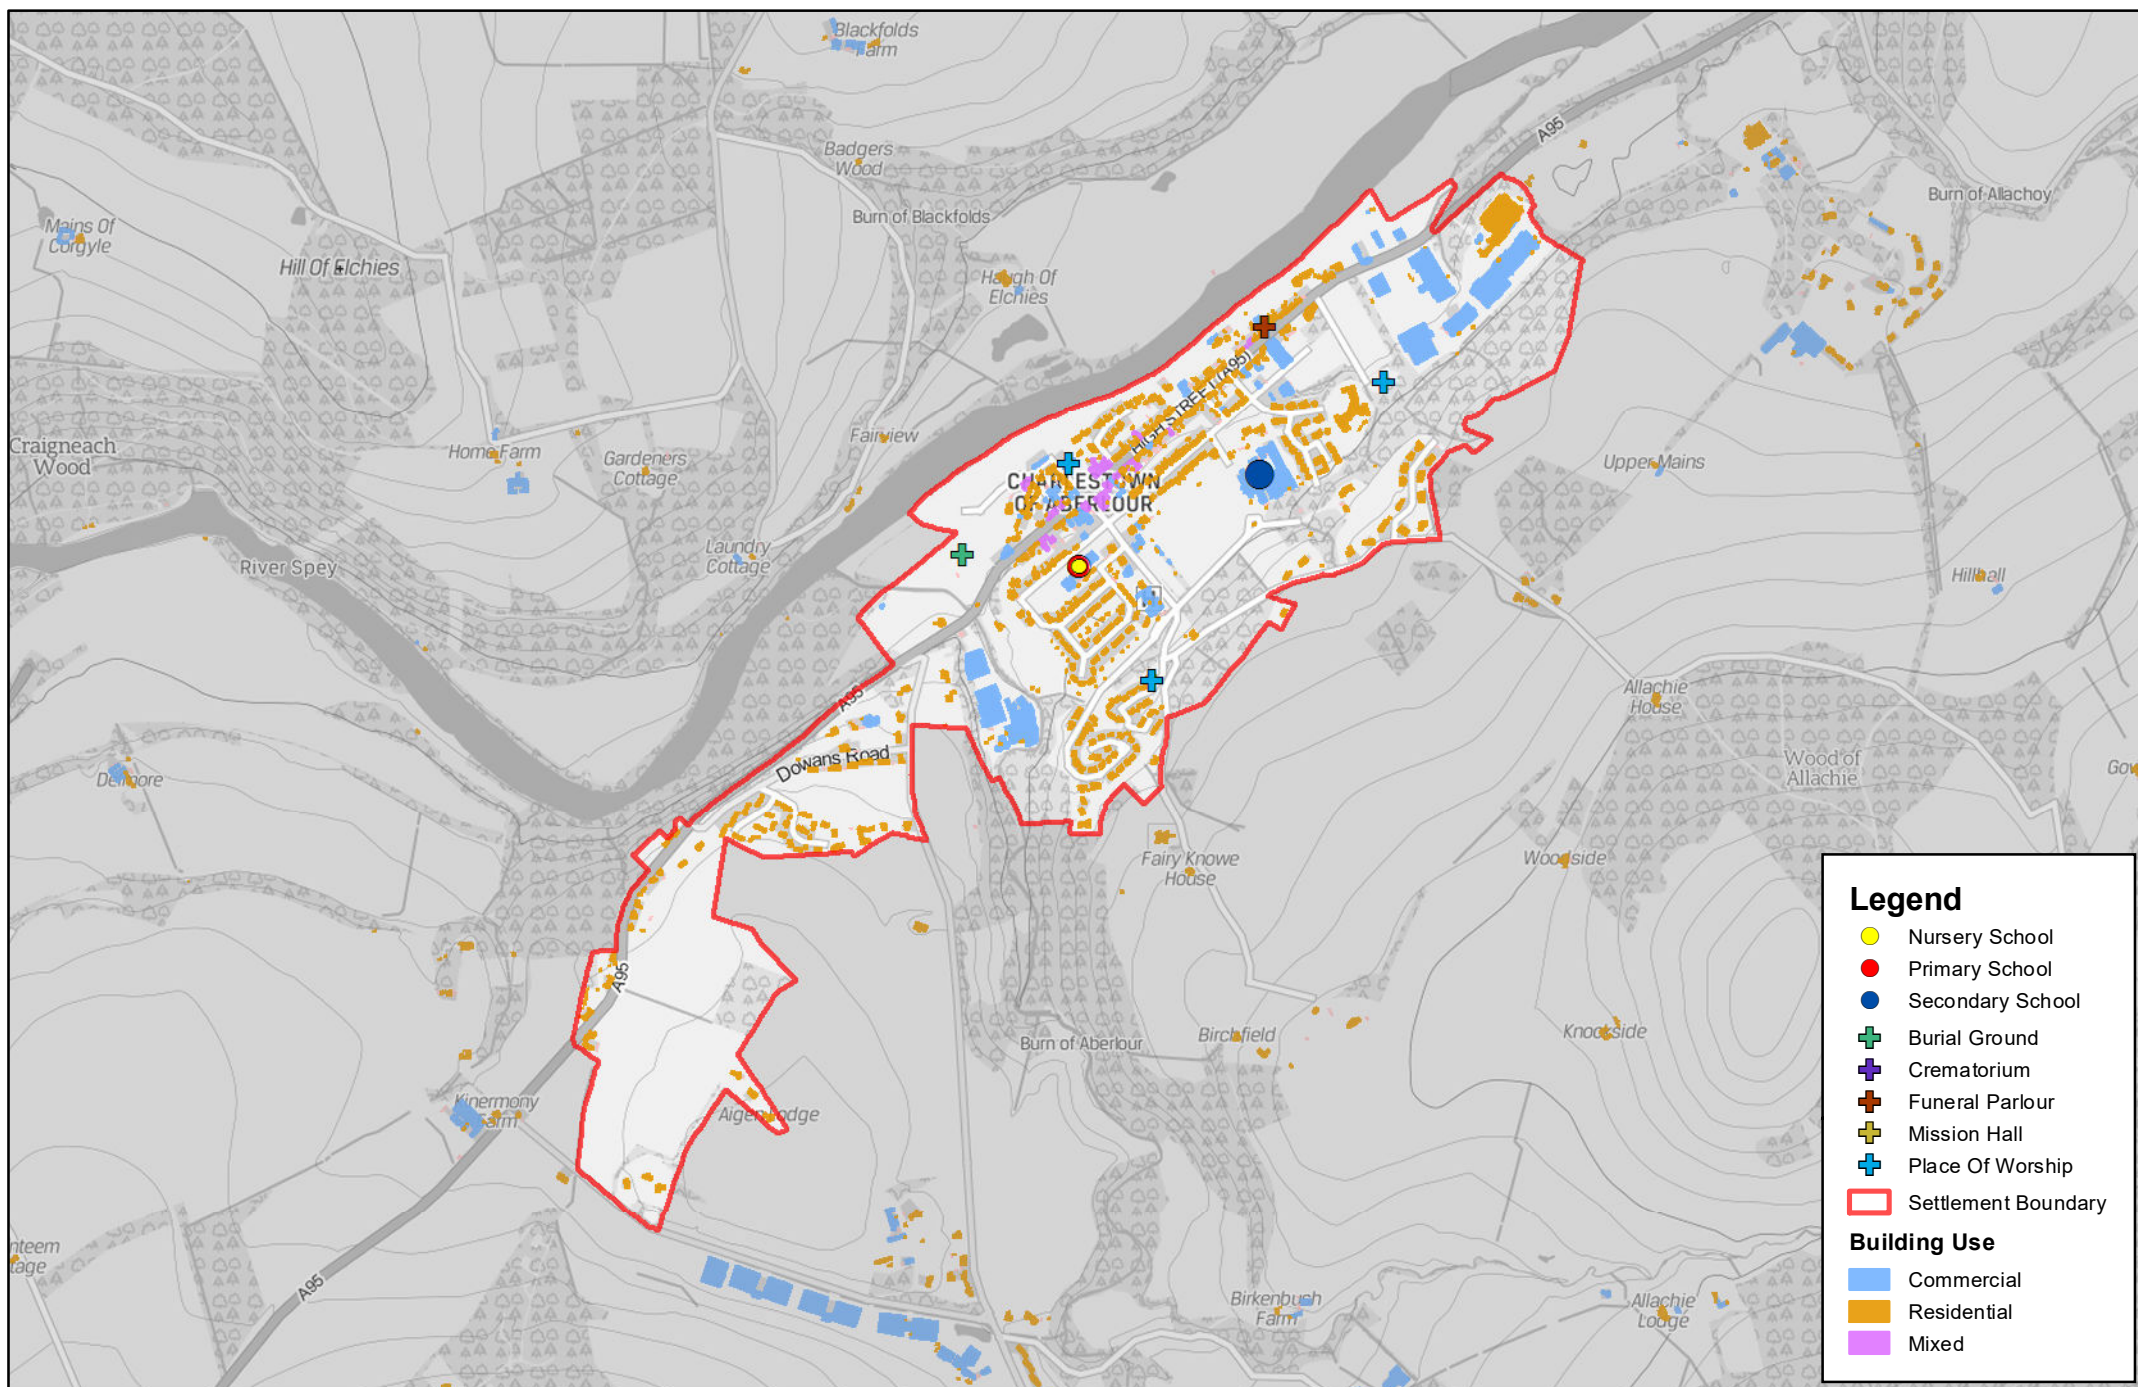 Blackfolds
Farm
A95
Badgers
Wood
Burn of Allachoy
Mains Of
Corgyle
Burn of Blackfolds
Hill Of Elchies
Haugh Of
Elchies
HIGH STREET (A95)
Craigneach
Wood
Home Farm
Fairview
Gardeners
Cottage
Upper Mains
CHARLESTOWN
OF ABERLOUR
Laundry
Cottage
River Spey
Hillhall
H
A95
Allachie
House
Dowans Road
Delmore
Wood of
Allachie
Gow
Fairy Knowe
House
Woodside
A95
Burn of Aberlour
Birchfield
Knockside
Kinermony
Farm
Aigen Lodge
nteem
tage
A95
Birkenbush
Farm
Allachie
Lodge
Legend
Nursery School
Primary School
Secondary School
Burial Ground
Crematorium
Funeral Parlour
Mission Hall
Place Of Worship
Settlement Boundary
Building Use
Commercial
Residential
Mixed